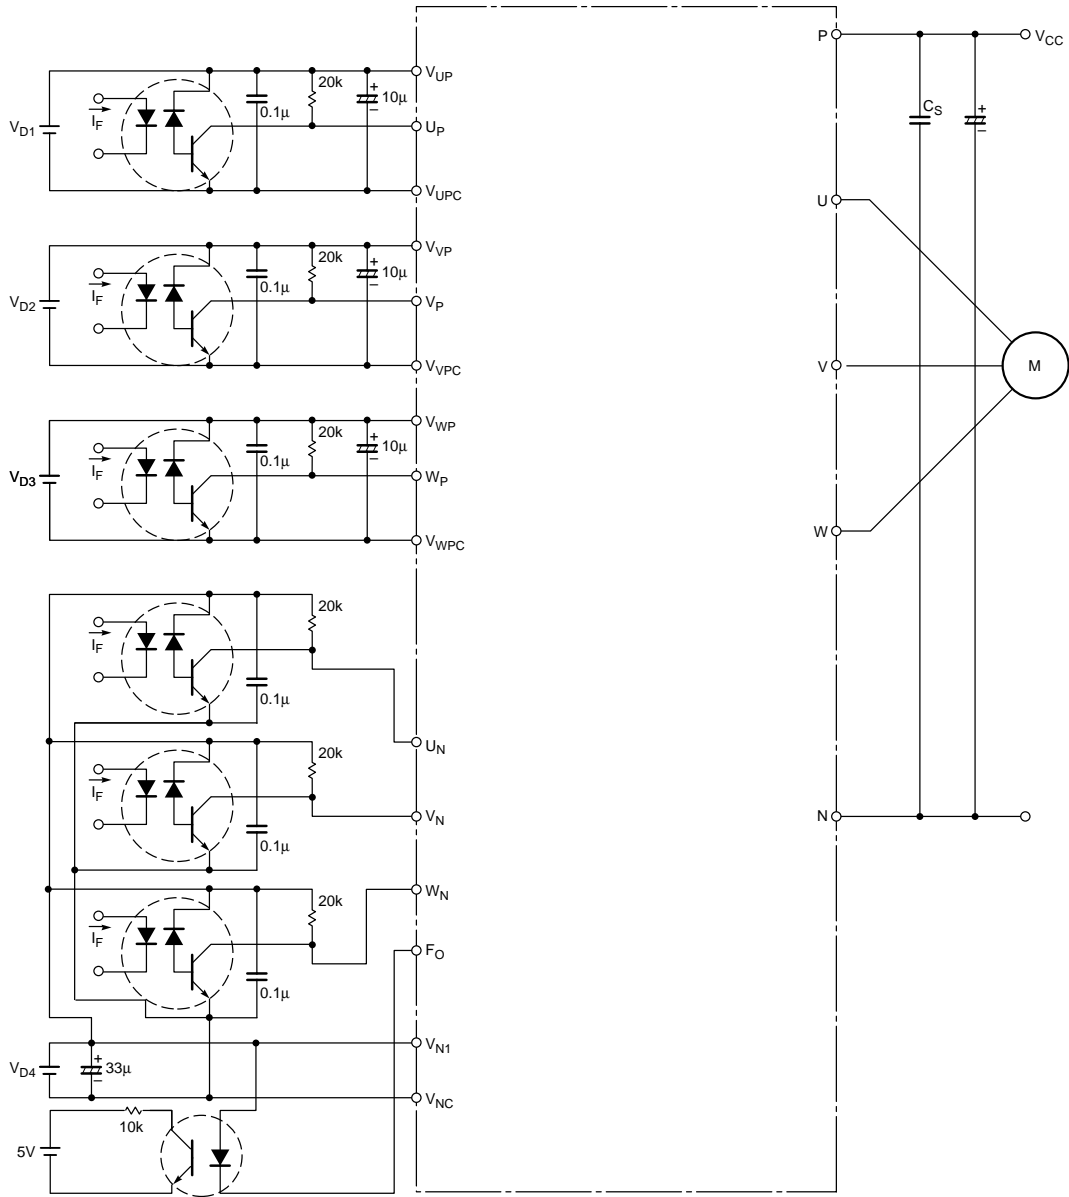 P
V_CC
V_UP
20k
0.1µ
10µ
+
−
I_F
V_D1
U_P
V_UPC
C_S
+
−
U
V_VP
20k
0.1µ
10µ
+
−
I_F
V_D2
V_P
V_VPC
V
M
V_WP
20k
0.1µ
10µ
+
−
I_F
V_D3
W_P
V_WPC
W
20k
I_F
0.1µ
U_N
20k
I_F
0.1µ
V_N
N
W_N
20k
I_F
0.1µ
F_O
V_N1
V_D4
+
−
33µ
V_NC
10k
5V